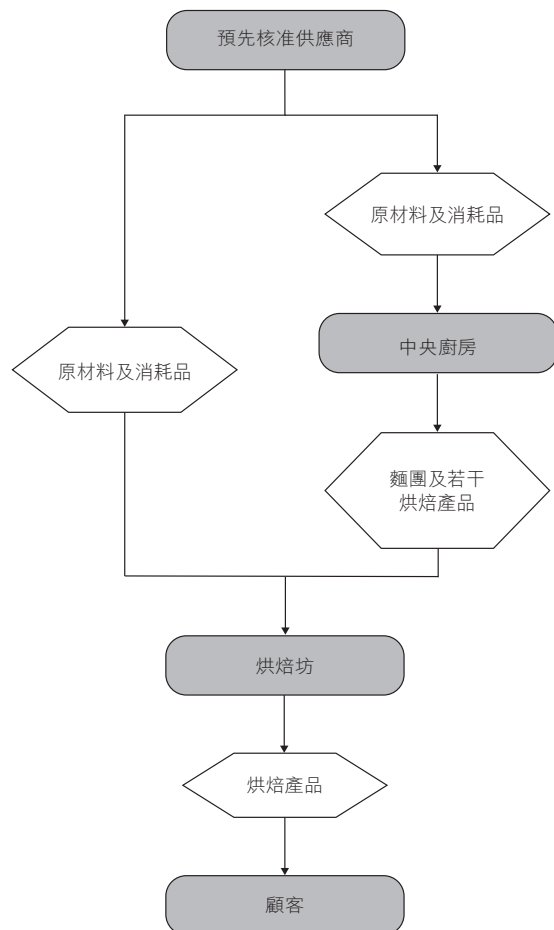 預先核准供應商
原材料及消耗品
中央廚房
原材料及消耗品
麵團及若干
烘焙產品
烘焙坊
烘焙產品
顧客